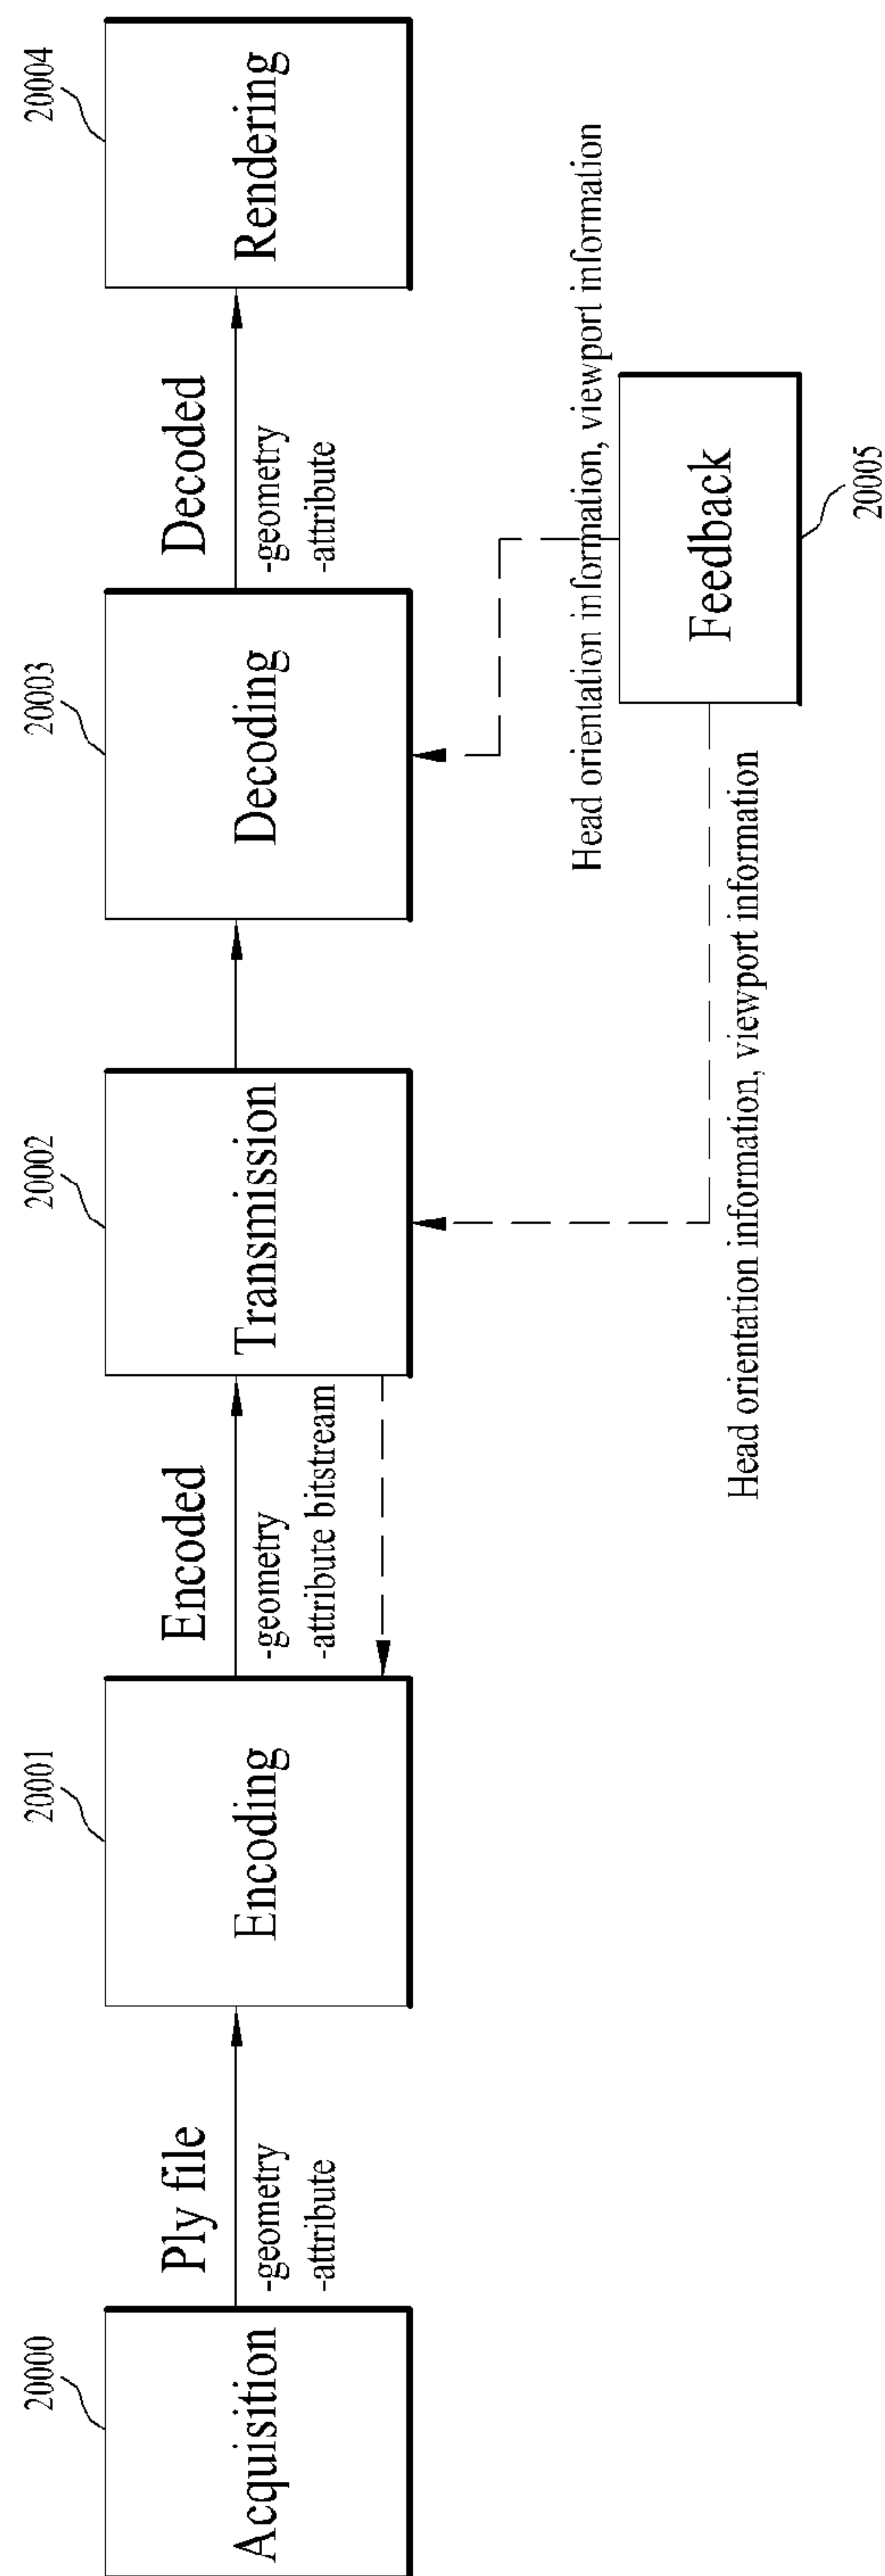 20000
Acquisition
Ply file
-geometry
-attribute
20001
Encoding
Encoded
-geometry
-attribute bitstream
20002
Transmission
20003
Decoding
Decoded
-geometry
-attribute
20004
Rendering
Head orientation information, viewport information
Feedback
20005
Head orientation information, viewport information